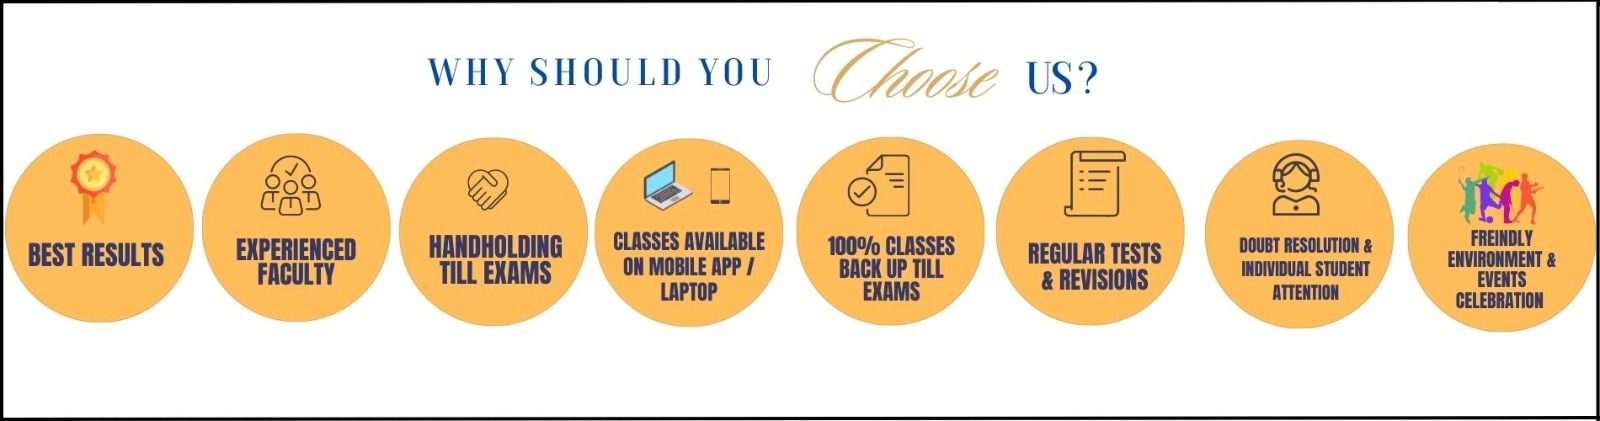 WHY SHOULD YOU Choose US?
BEST RESULTS
EXPERIENCED
FACULTY
HANDHOLDING
TILL EXAMS
CLASSES AVAILABLE
ON MOBILE APP /
LAPTOP
100% CLASSES
BACK UP TILL
EXAMS
REGULAR TESTS
& REVISIONS
DOUBT RESOLUTION &
INDIVIDUAL STUDENT
ATTENTION
FREINDLY
ENVIRONMENT &
EVENTS
CELEBRATION